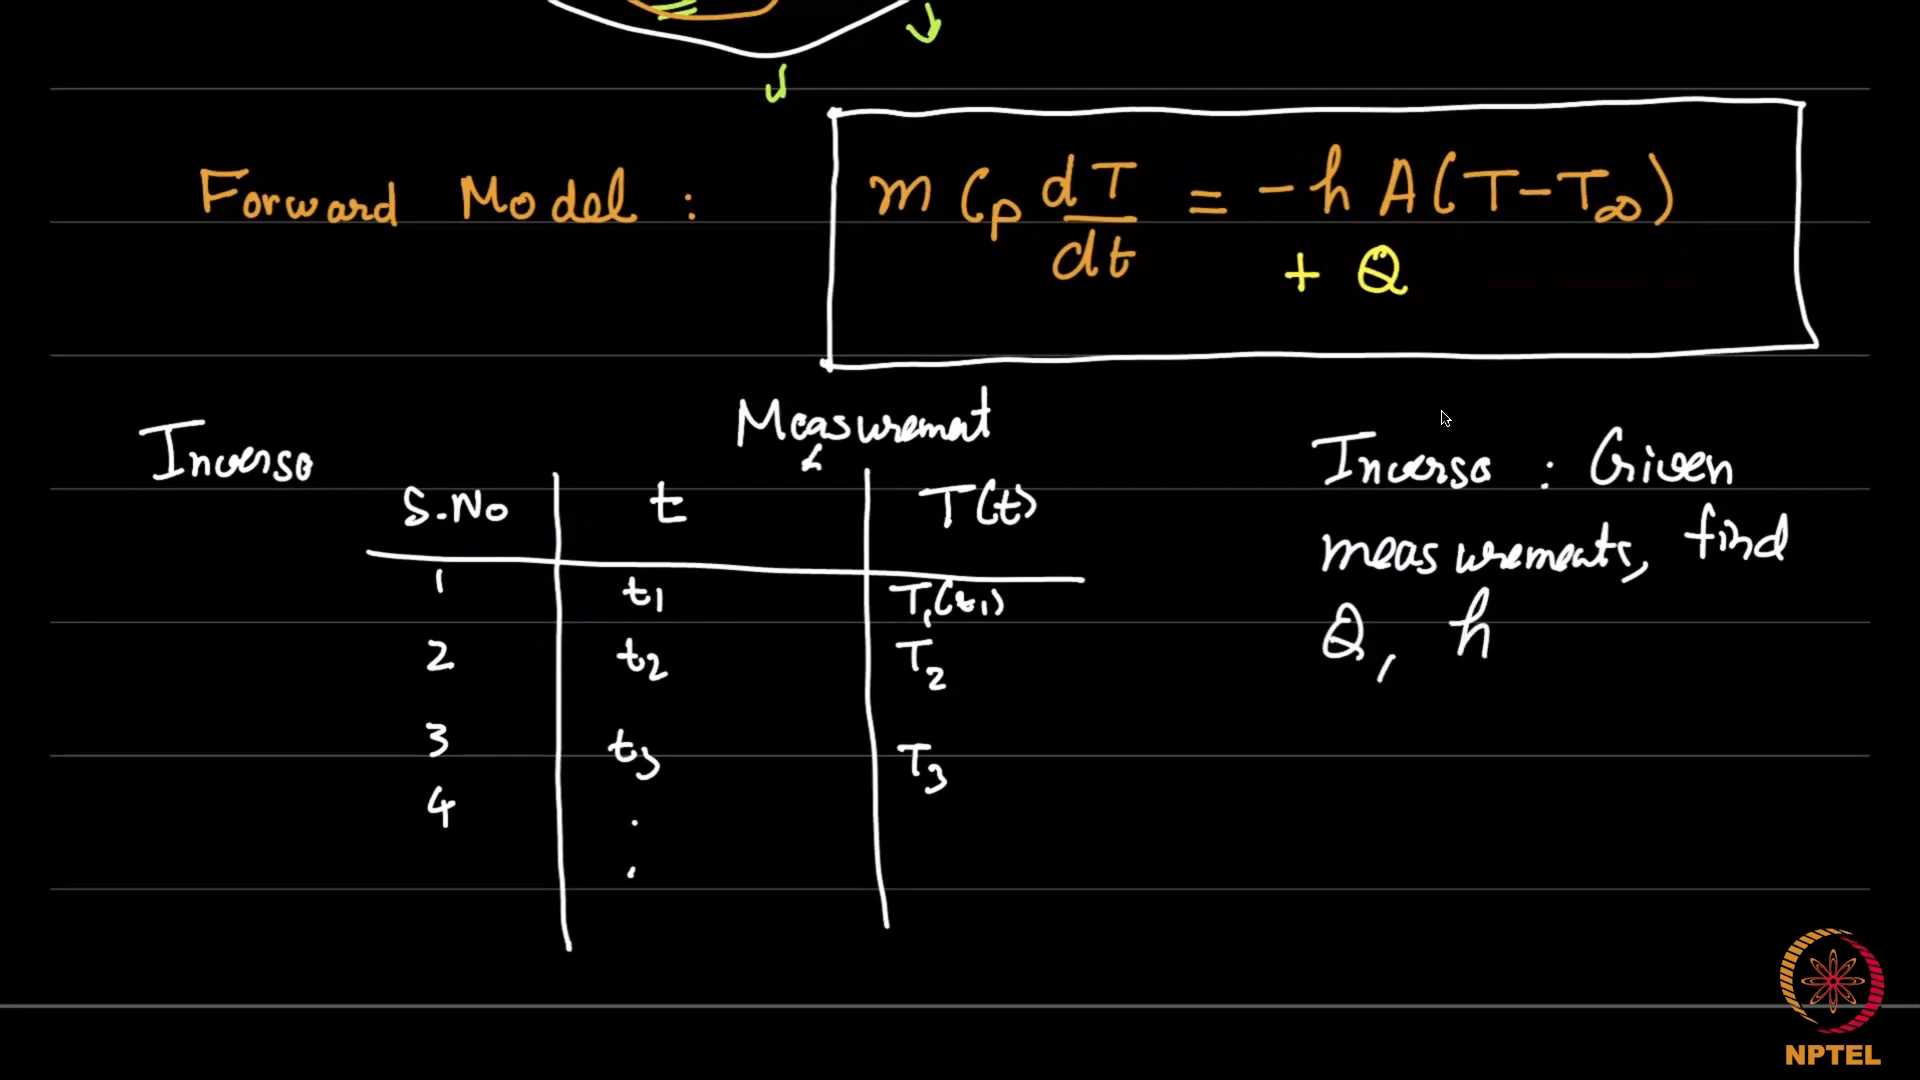 Forward Model : m Cp dT/dt = -h A(T-T∞)
+ Q
Measurement
Inverse
S.No t T(t)
1 t1 T1(t1)
2 t2 T2
3 t3 T3
4 .
.
Inverse : Given
measurements, find
Q, h
NPTEL